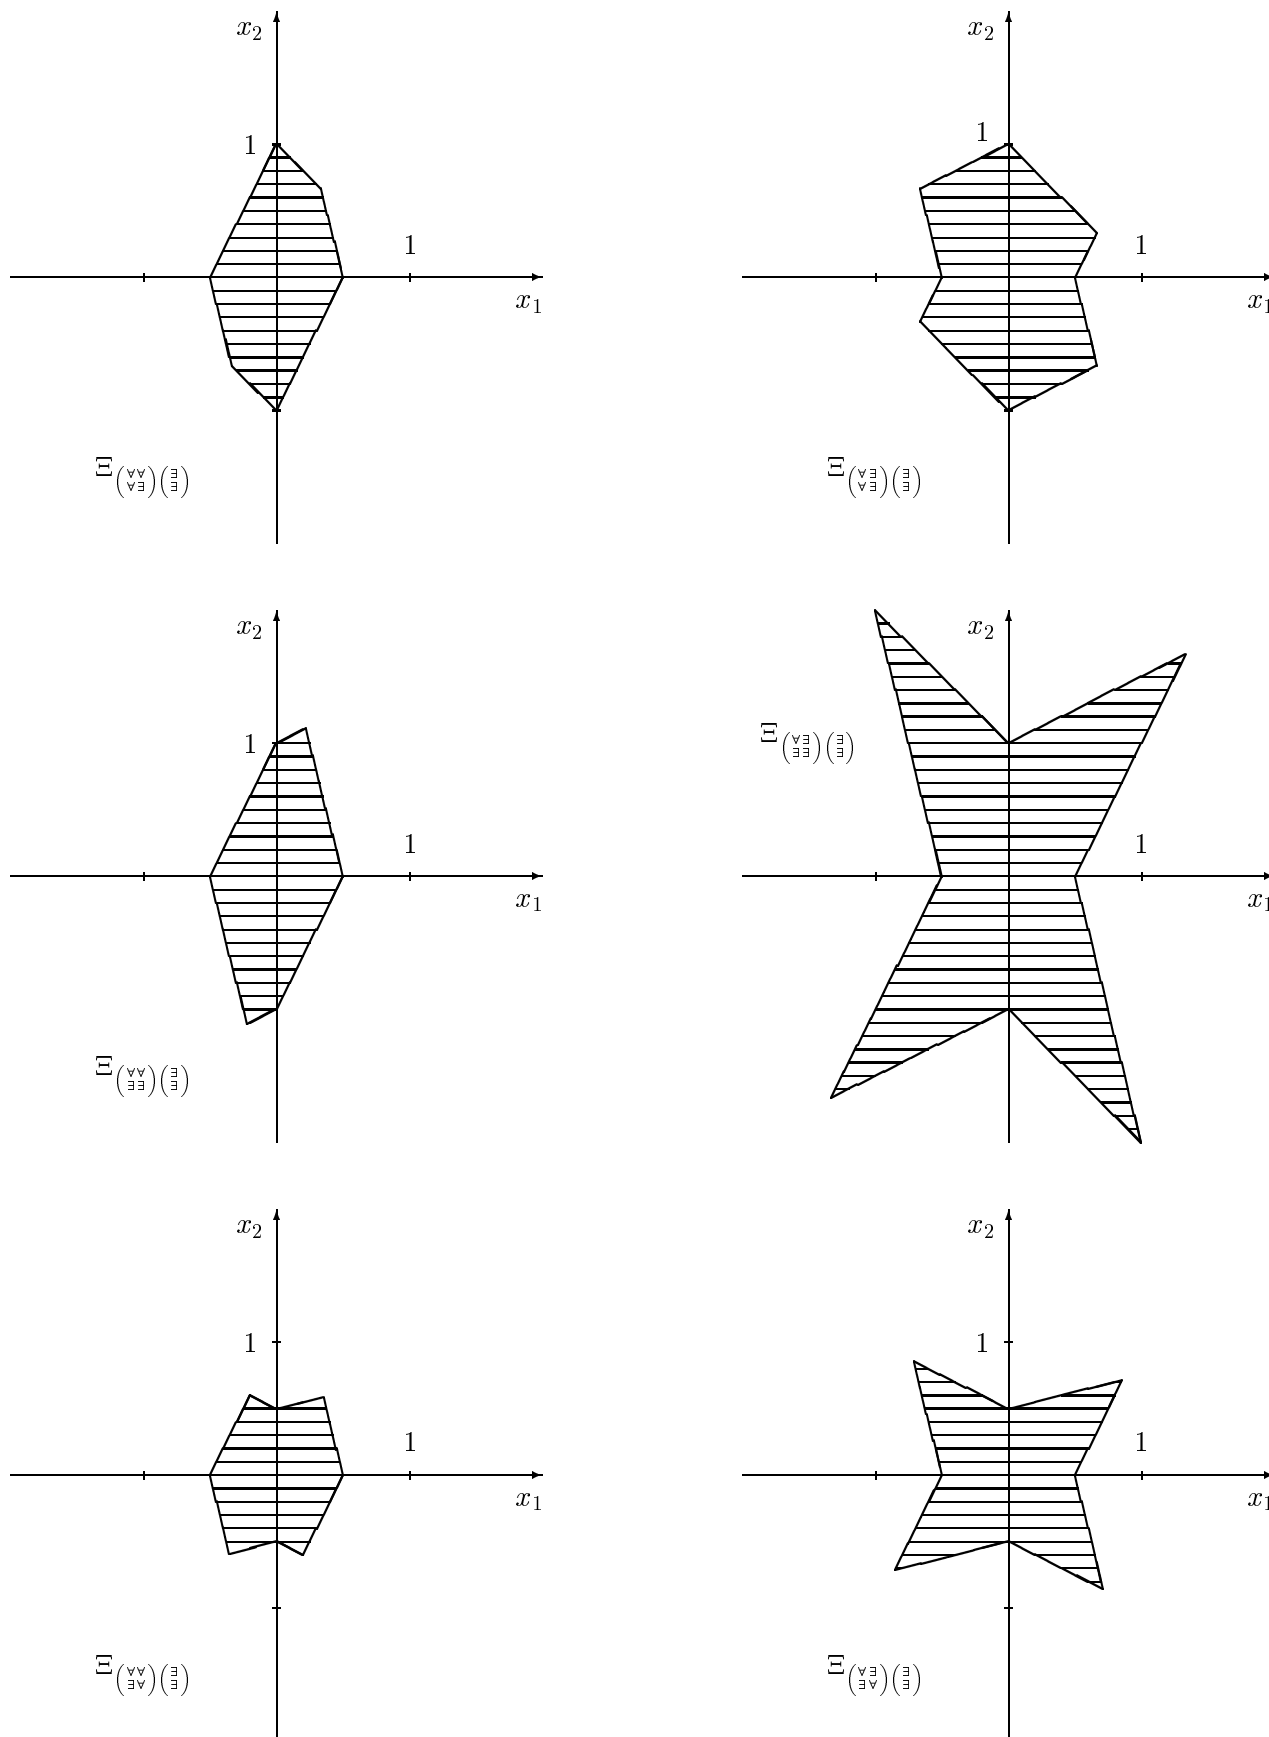 x₂ x₂
1 1
1 1
x₁ x₁
Ξ(∀∀ ∀∃)(∃ ∃) Ξ(∀∃ ∀∃)(∃ ∃)
x₂ x₂
1 Ξ(∀∃ ∃∃)(∃ ∃)
1 1
x₁ x₁
Ξ(∀∀ ∃∃)(∃ ∃)
x₂ x₂
1 1
1 1
x₁ x₁
Ξ(∀∀ ∃∀)(∃ ∃) Ξ(∀∃ ∃∀)(∃ ∃)